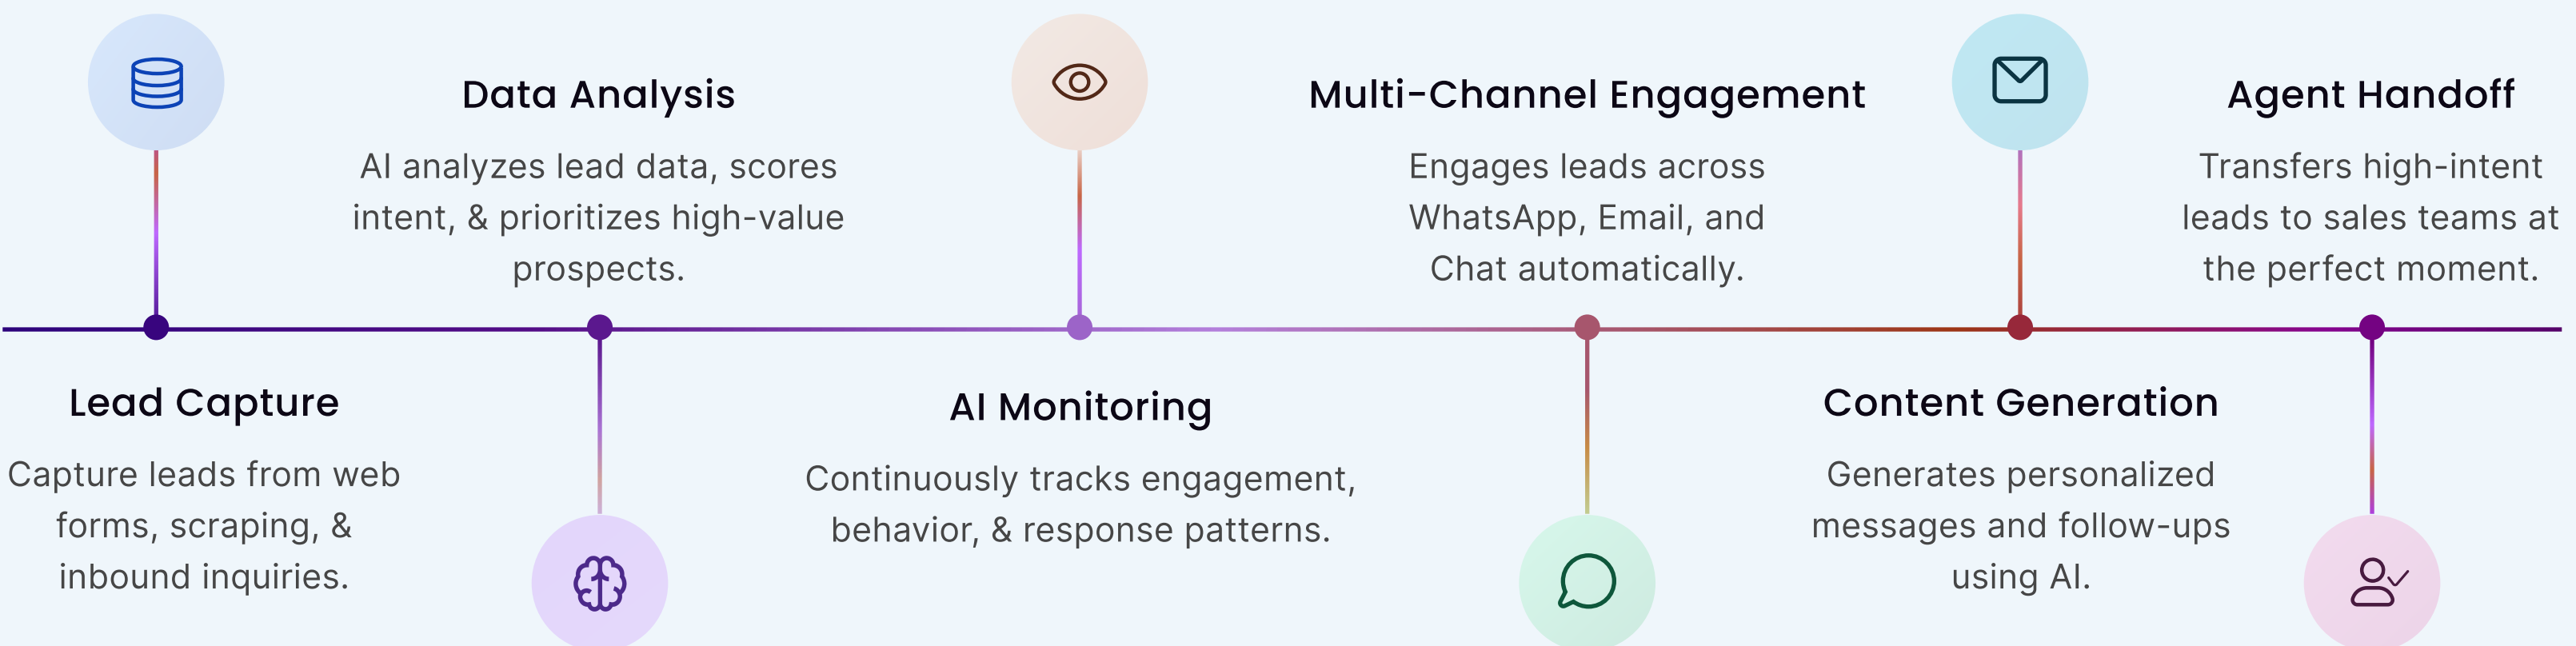 Lead Capture
Capture leads from web
forms, scraping, &
inbound inquiries.
Data Analysis
AI analyzes lead data, scores
intent, & prioritizes high-value
prospects.
AI Monitoring
Continuously tracks engagement,
behavior, & response patterns.
Multi-Channel Engagement
Engages leads across
WhatsApp, Email, and
Chat automatically.
Content Generation
Generates personalized
messages and follow-ups
using AI.
Agent Handoff
Transfers high-intent
leads to sales teams at
the perfect moment.